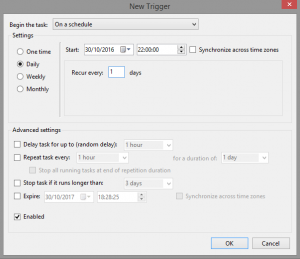 New Trigger
Begin the task: On a schedule
Settings
One time
Daily
Weekly
Monthly
Start: 30/10/2016 22:00:00 Synchronize across time zones
Recur every: 1 days
Advanced settings
Delay task for up to (random delay): 1 hour
Repeat task every: 1 hour for a duration of: 1 day
Stop all running tasks at end of repetition duration
Stop task if it runs longer than: 3 days
Expire: 30/10/2017 18:28:25 Synchronize across time zones
Enabled
OK Cancel